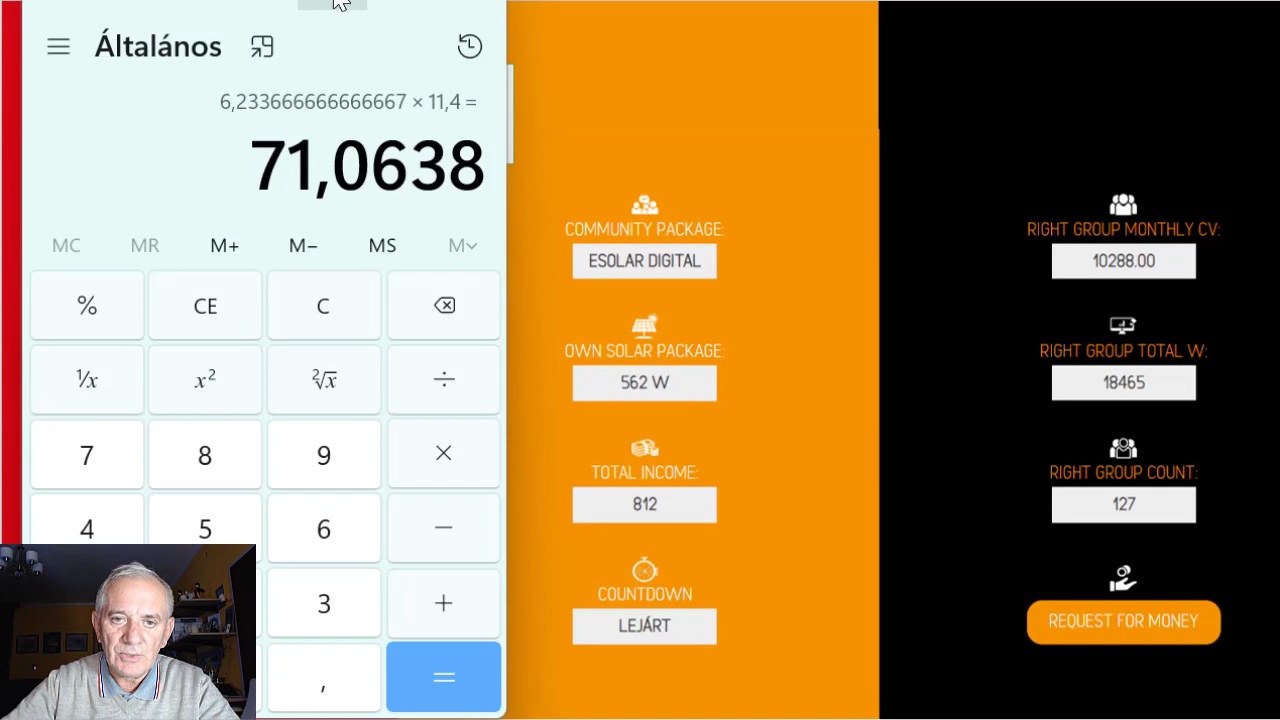 Általános
6,233666666666667 × 11,4 =
71,0638
MC MR M+ M− MS M
% CE C
¹/x x² ²√x ÷
7 8 9 ×
4 5 6 −
3 +
, =
COMMUNITY PACKAGE:
ESOLAR DIGITAL
OWN SOLAR PACKAGE:
562 W
TOTAL INCOME:
812
COUNTDOWN
LEJÁRT
RIGHT GROUP MONTHLY CV:
10288.00
RIGHT GROUP TOTAL W:
18465
RIGHT GROUP COUNT:
127
REQUEST FOR MONEY